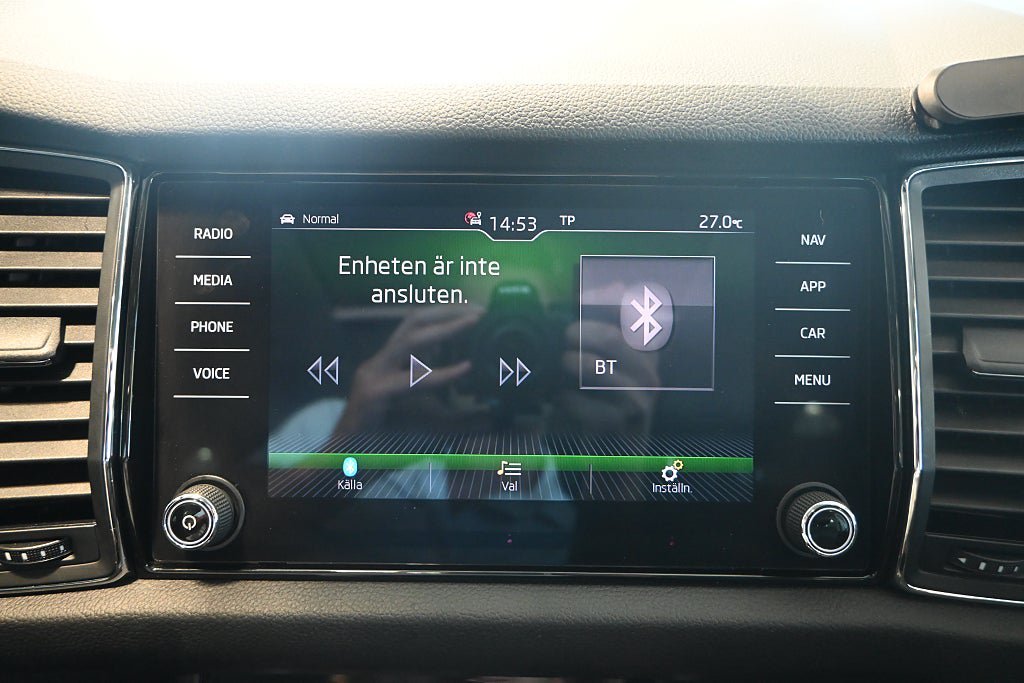 Normal
14:53
TP
27.0°C
RADIO
MEDIA
PHONE
VOICE
Enheten är inte
ansluten.
BT
NAV
APP
CAR
MENU
Källa
Val
Inställn.